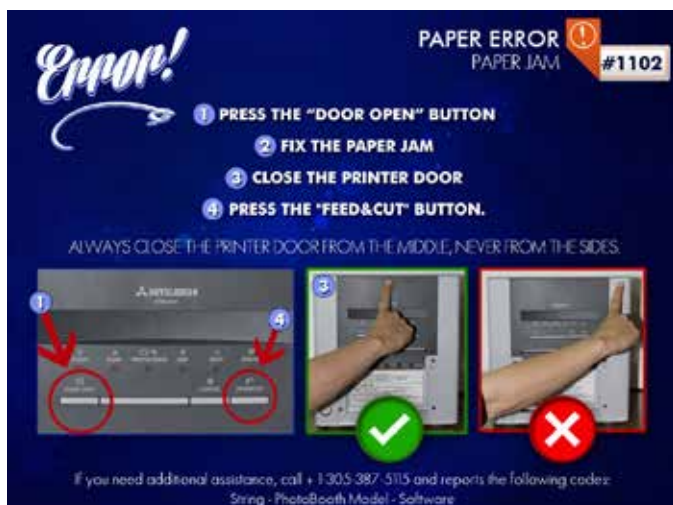 Error!
PAPER ERROR
PAPER JAM
#1102
1 PRESS THE “DOOR OPEN” BUTTON
2 FIX THE PAPER JAM
3 CLOSE THE PRINTER DOOR
4 PRESS THE "FEED&CUT" BUTTON.
ALWAYS CLOSE THE PRINTER DOOR FROM THE MIDDLE, NEVER FROM THE SIDES.
1
MITSUBISHI
4
3
If you need additional assistance, call + 1-305-387-5115 and reports the following codes:
String - PhotoBooth Model - Software